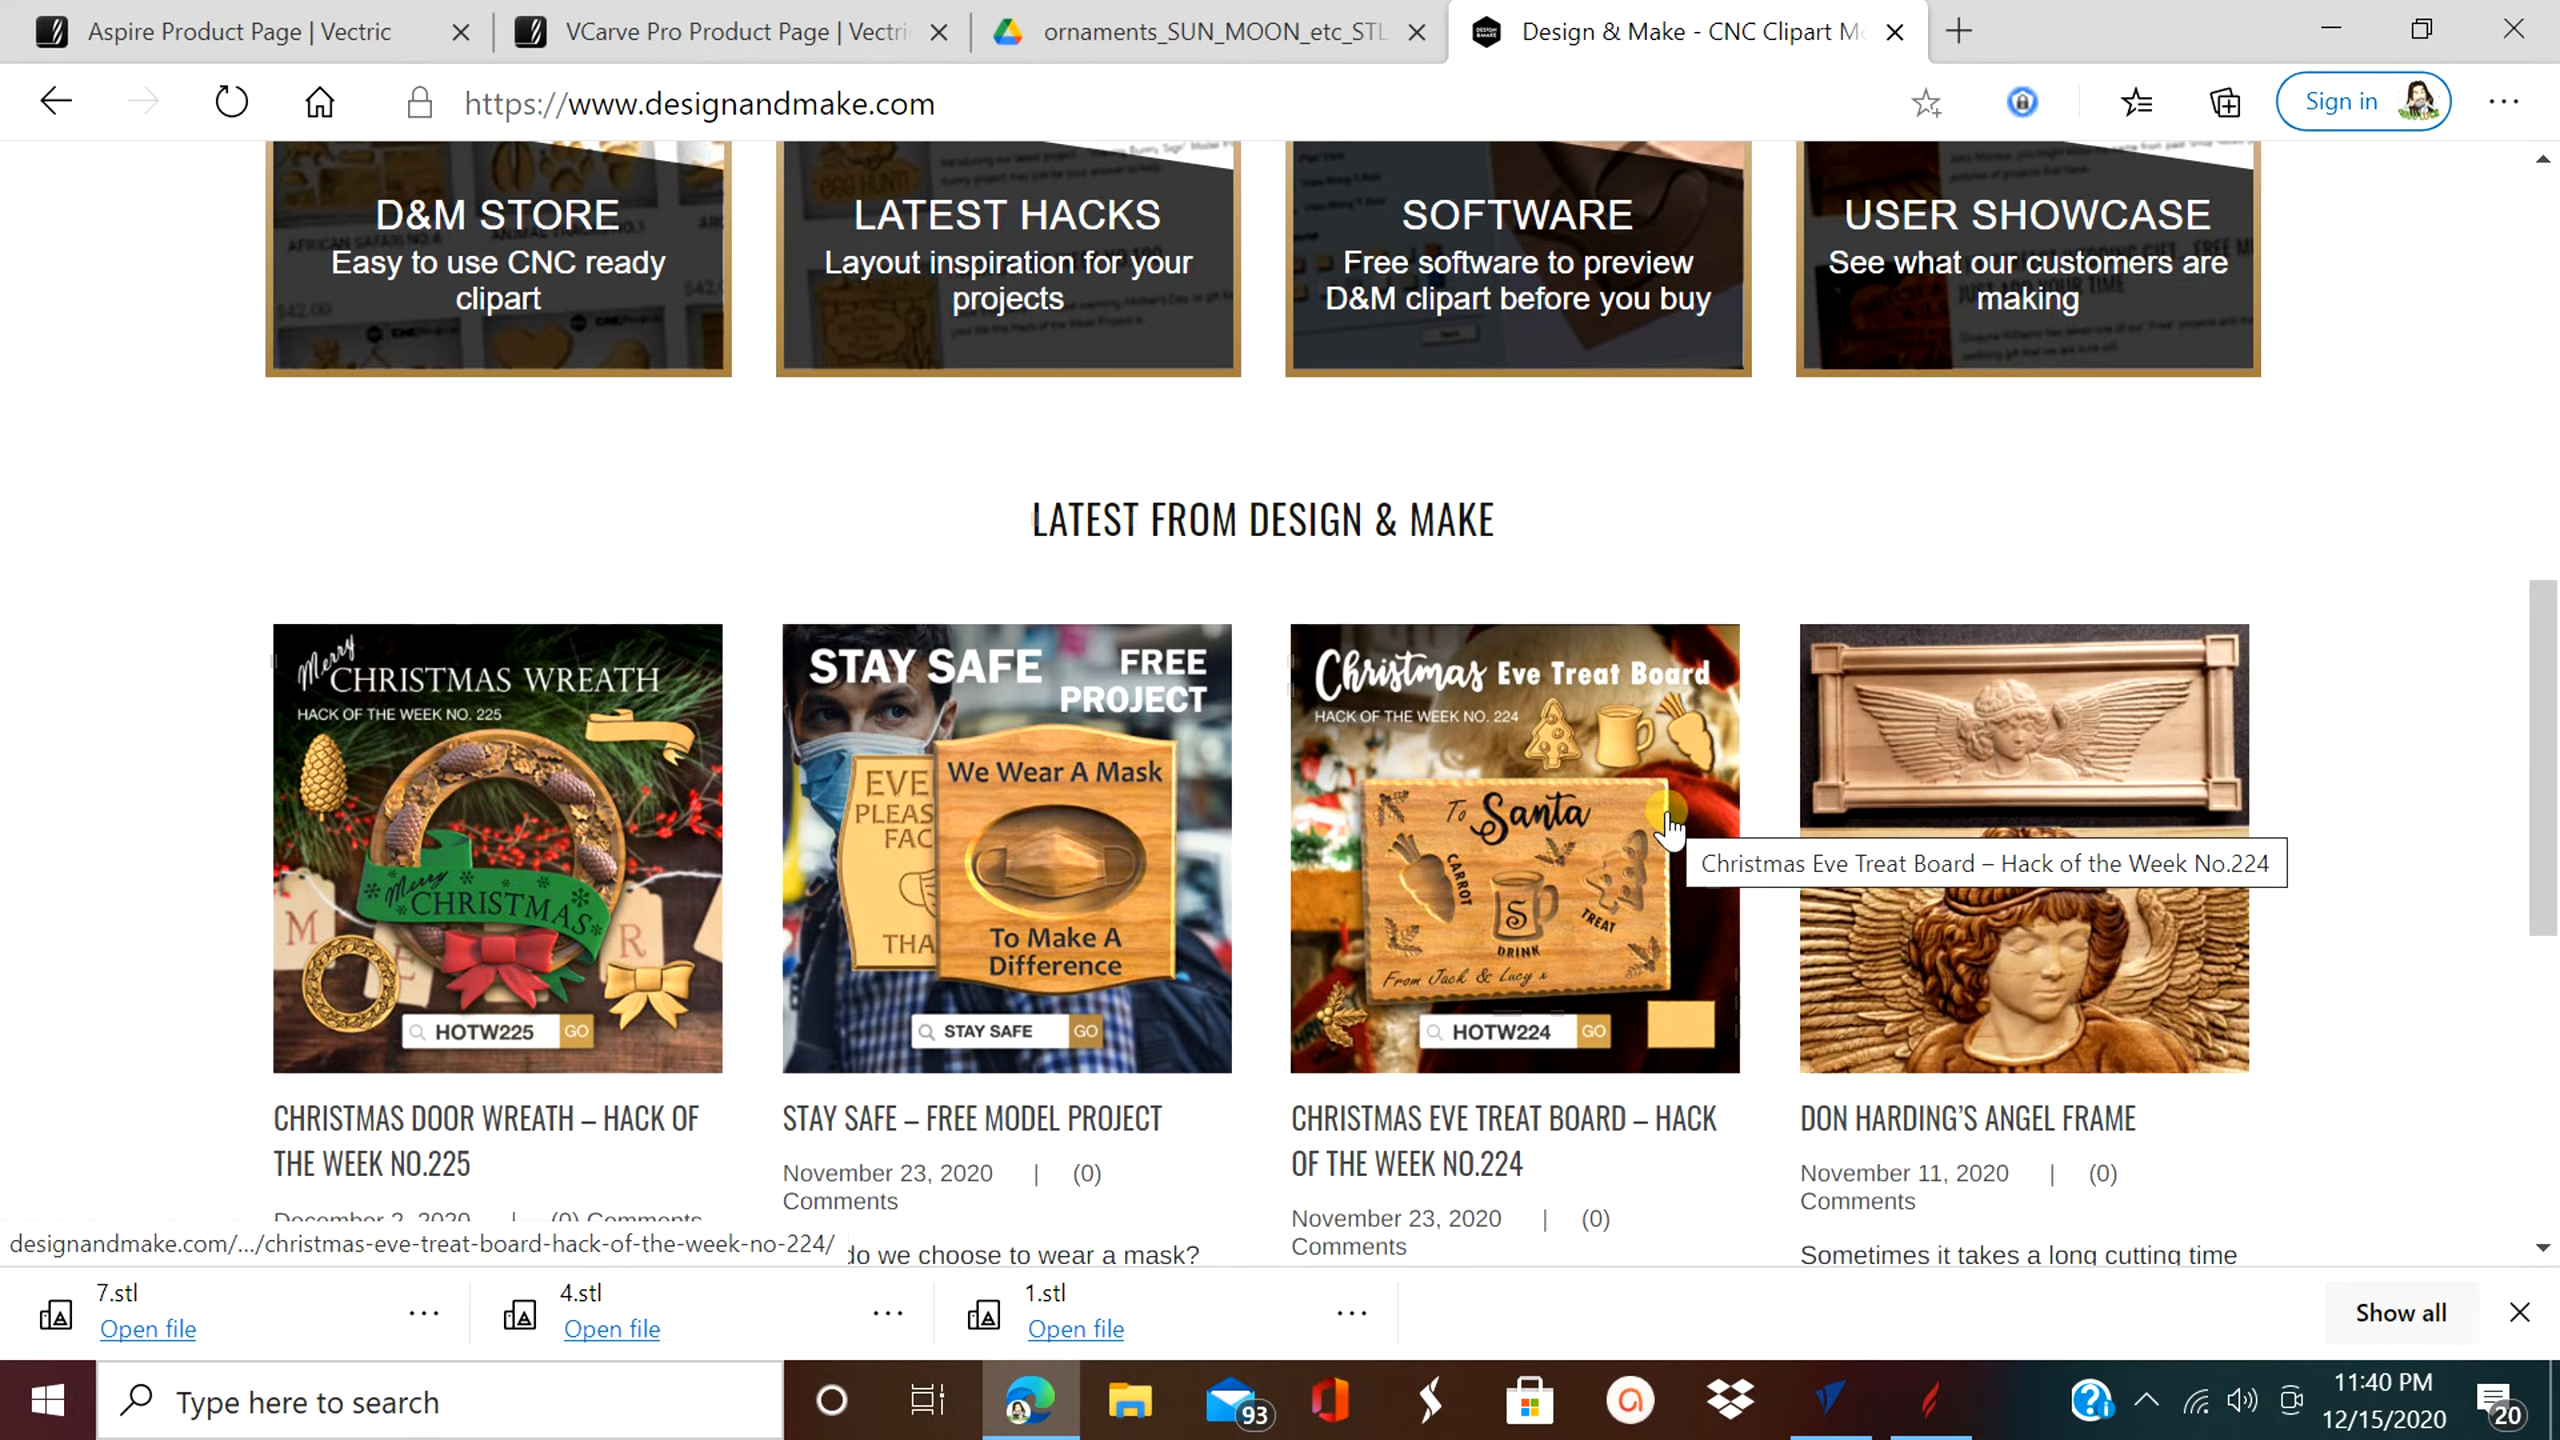 Aspire Product Page | Vectric
VCarve Pro Product Page | Vectri
ornaments_SUN_MOON_etc_STL
Design & Make - CNC Clipart Mo
https://www.designandmake.com
Sign in
D&M STORE
Easy to use CNC ready
clipart
LATEST HACKS
Layout inspiration for your
projects
SOFTWARE
Free software to preview
D&M clipart before you buy
USER SHOWCASE
See what our customers are
making
LATEST FROM DESIGN & MAKE
Merry
CHRISTMAS WREATH
HACK OF THE WEEK NO. 225
Merry
CHRISTMAS
M
E
R
HOTW225 GO
STAY SAFE
FREE
PROJECT
EVE
PLEAS
FAC
THA
We Wear A Mask
To Make A
Difference
STAY SAFE GO
Christmas Eve Treat Board
HACK OF THE WEEK NO. 224
To Santa
CARROT
S
DRINK
TREAT
From Jack & Lucy x
HOTW224 GO
Christmas Eve Treat Board – Hack of the Week No.224
CHRISTMAS DOOR WREATH – HACK OF
THE WEEK NO.225
December 2, 2020 | (0) Comments
STAY SAFE – FREE MODEL PROJECT
November 23, 2020 | (0)
Comments
do we choose to wear a mask?
CHRISTMAS EVE TREAT BOARD – HACK
OF THE WEEK NO.224
November 23, 2020 | (0)
Comments
DON HARDING'S ANGEL FRAME
November 11, 2020 | (0)
Comments
Sometimes it takes a long cutting time
designandmake.com/.../christmas-eve-treat-board-hack-of-the-week-no-224/
7.stl
Open file
4.stl
Open file
1.stl
Open file
Show all
Type here to search
93
11:40 PM
12/15/2020
20